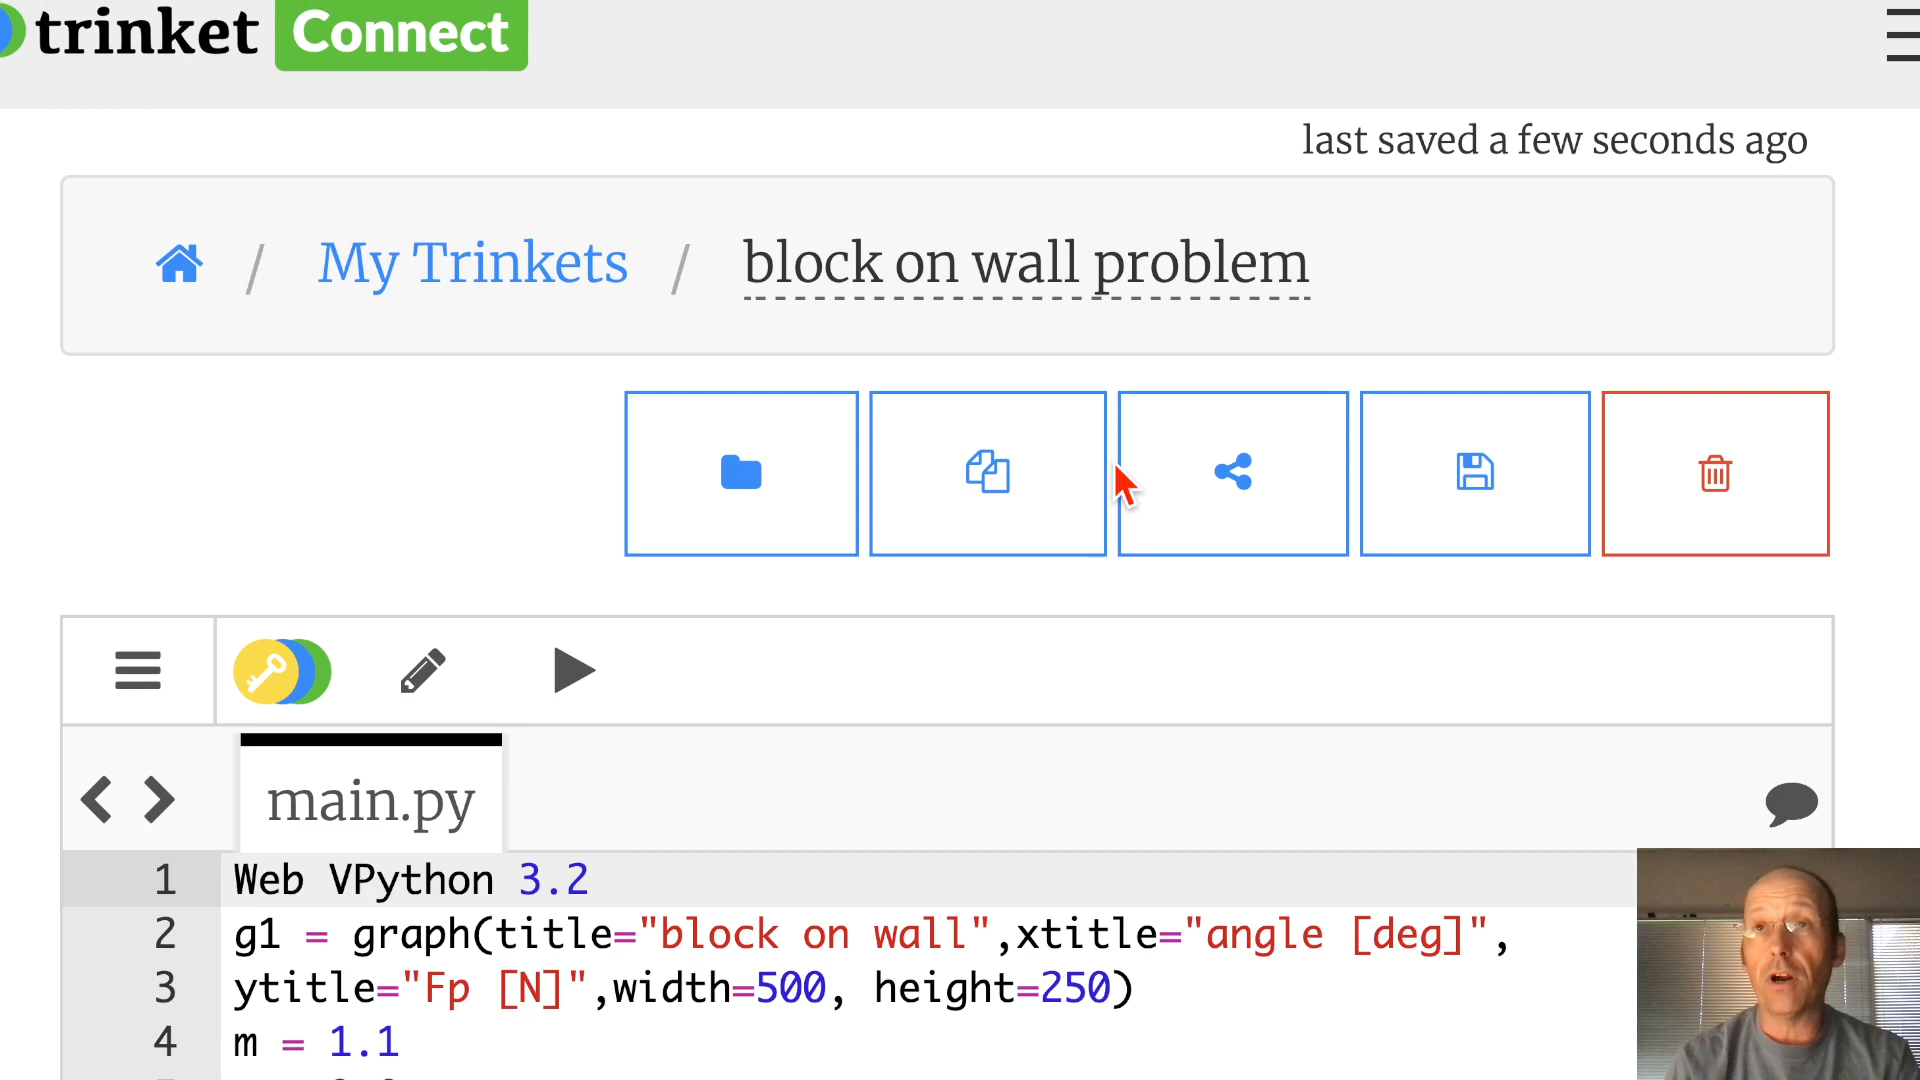 trinket Connect
last saved a few seconds ago
/ My Trinkets / block on wall problem
main.py
1 Web VPython 3.2
2 g1 = graph(title="block on wall",xtitle="angle [deg]",
3 ytitle="Fp [N]",width=500, height=250)
4 m = 1.1